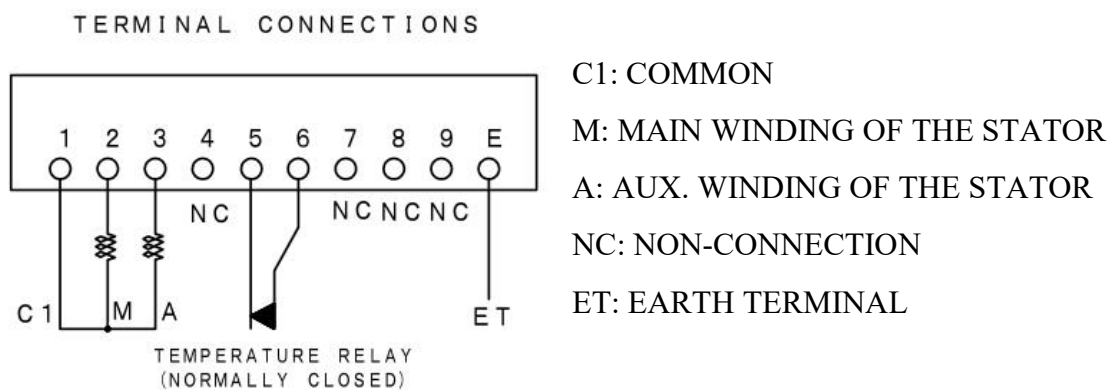 TERMINAL CONNECTIONS
1 2 3 4 5 6 7 8 9 E
NC NC NC NC
C1 M A ET
TEMPERATURE RELAY
(NORMALLY CLOSED)
C1: COMMON
M: MAIN WINDING OF THE STATOR
A: AUX. WINDING OF THE STATOR
NC: NON-CONNECTION
ET: EARTH TERMINAL